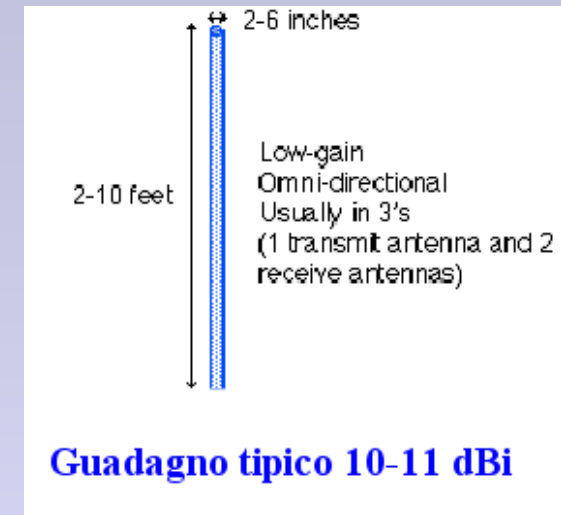 2-6 inches
2-10 feet
Low-gain
Omni-directional
Usually in 3's
(1 transmit antenna and 2
receive antennas)
Guadagno tipico 10-11 dBi